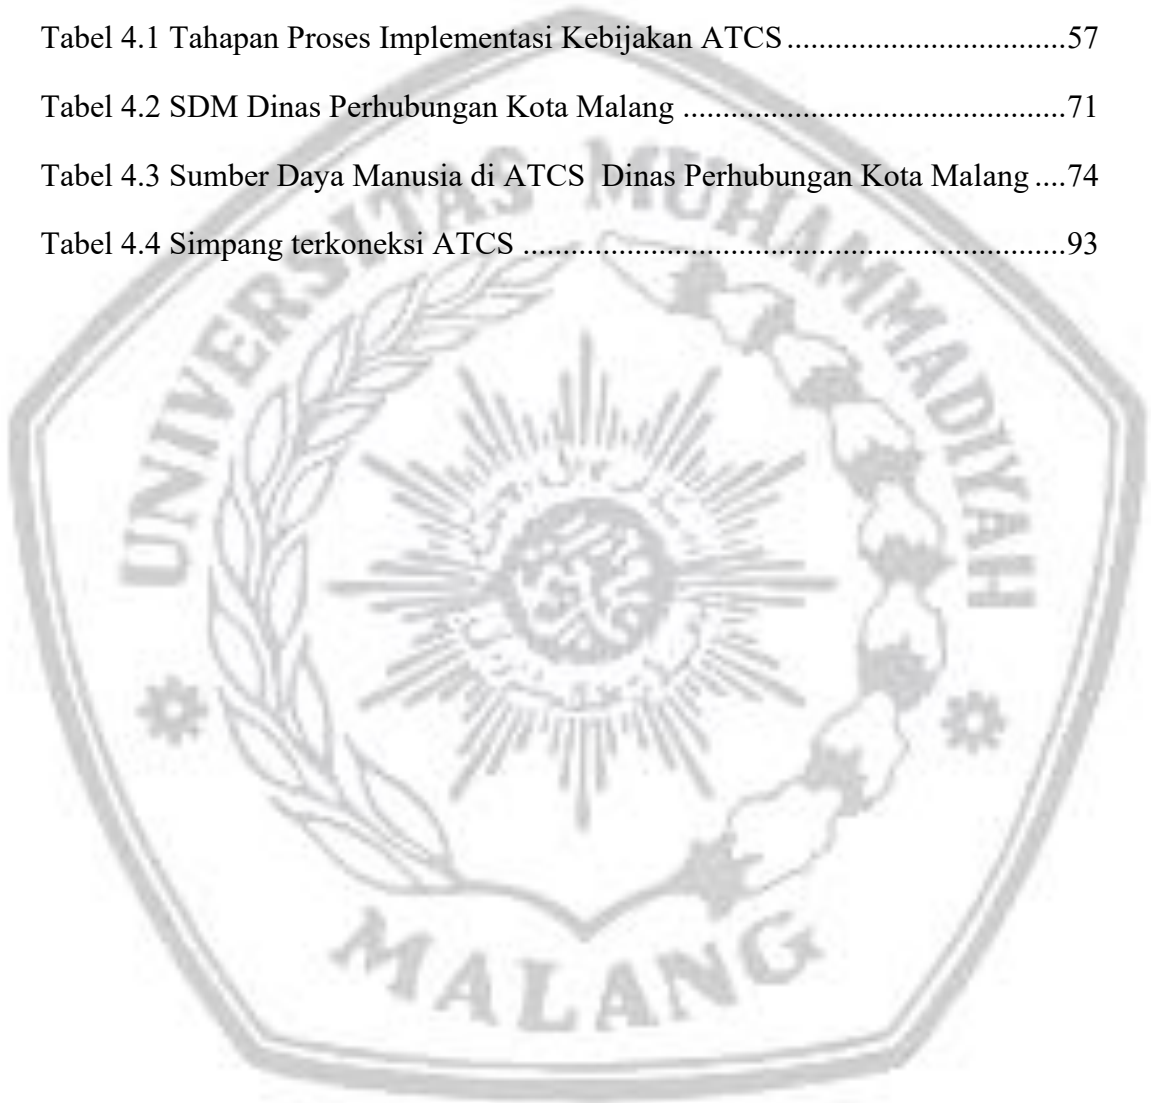 Tabel 4.1 Tahapan Proses Implementasi Kebijakan ATCS...................................57
Tabel 4.2 SDM Dinas Perhubungan Kota Malang ................................................71
Tabel 4.3 Sumber Daya Manusia di ATCS  Dinas Perhubungan Kota Malang....74
Tabel 4.4 Simpang terkoneksi ATCS ....................................................................93
UNIVERSITAS MUHAMMADIYAH
MALANG